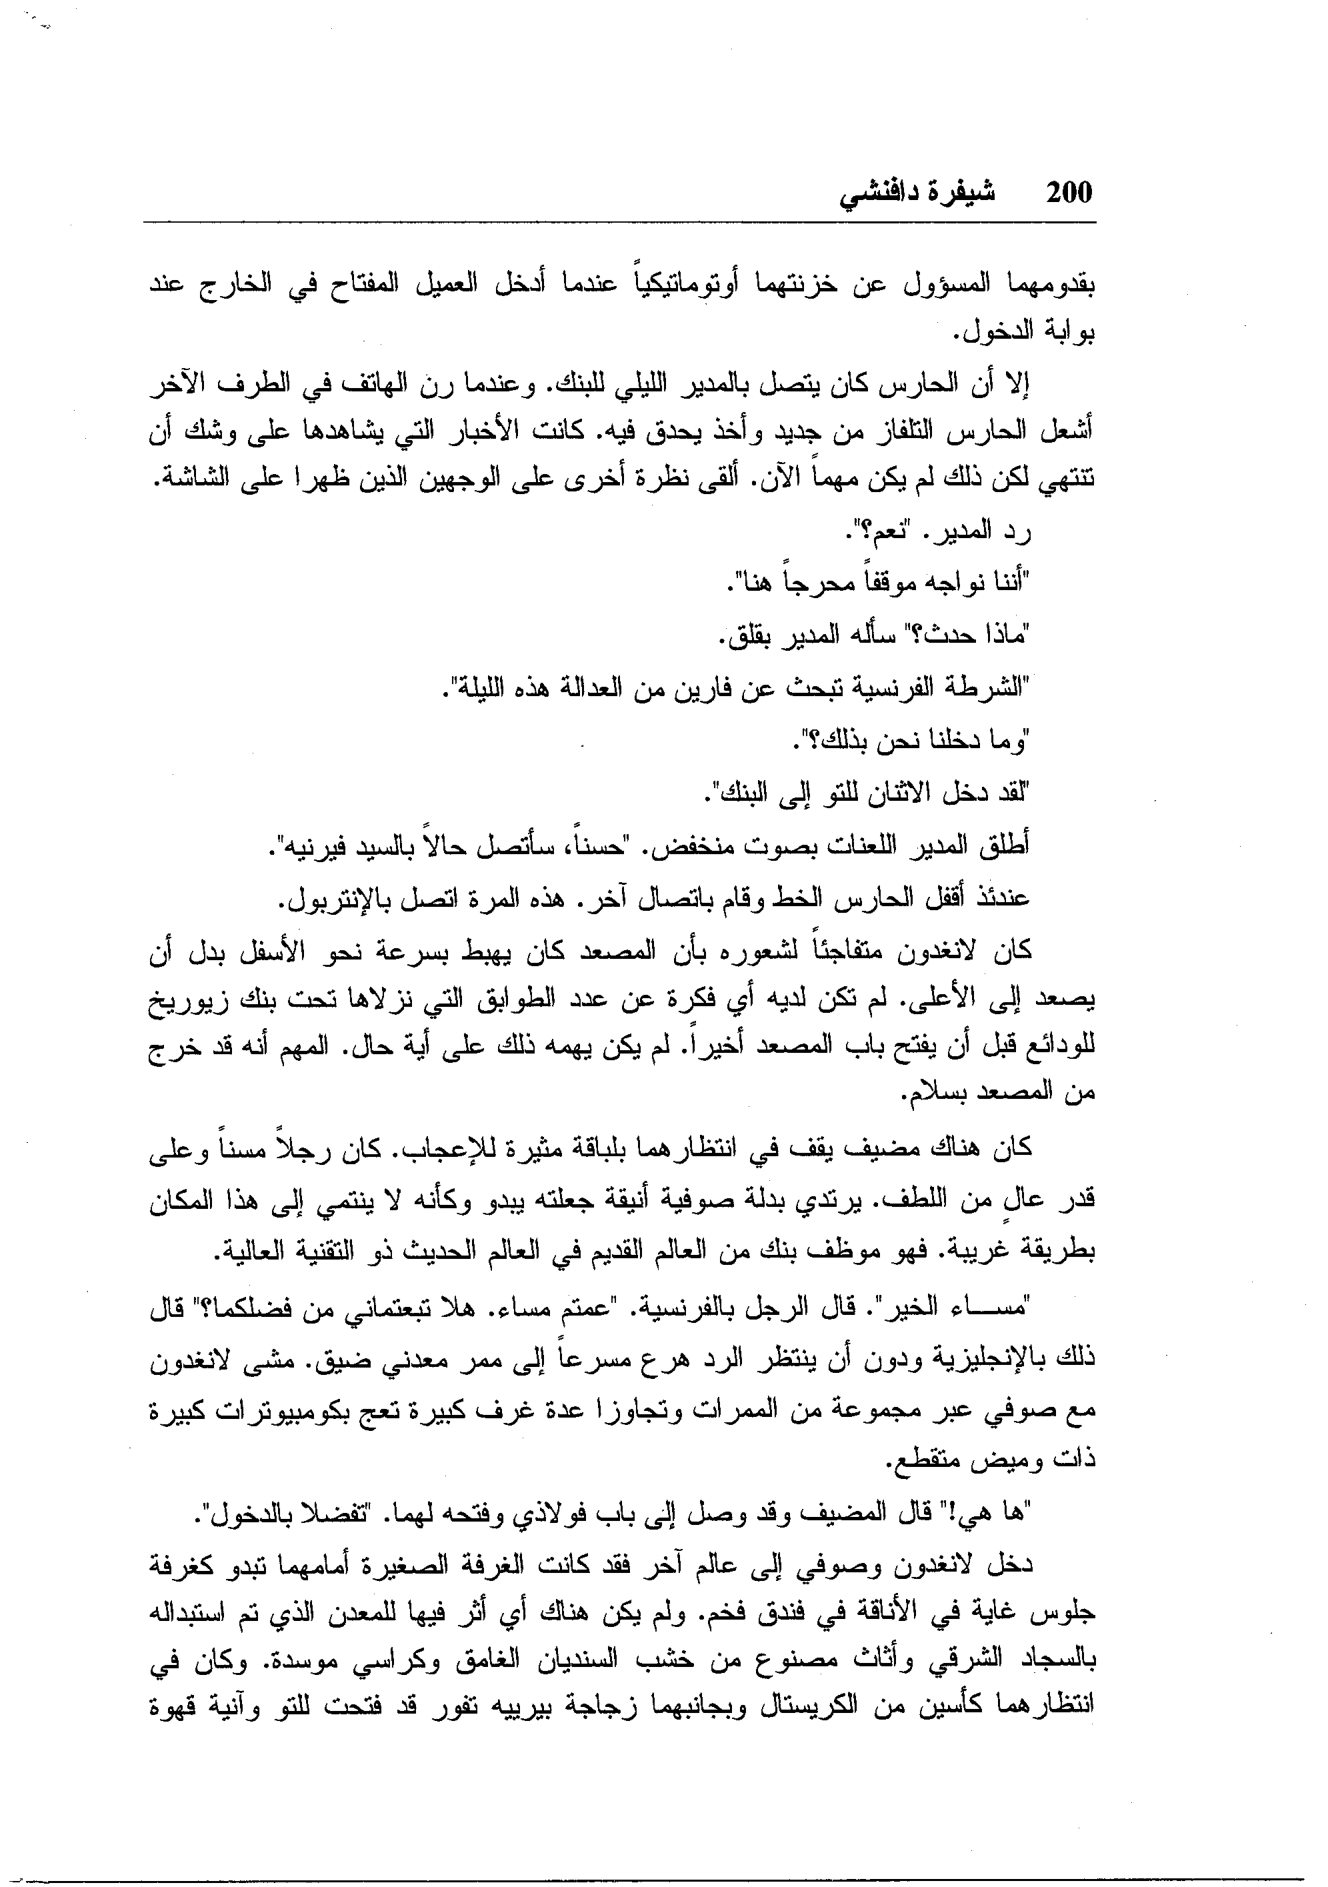 200 شيفرة دافنشي
بقدومهما المسؤول عن خزنتهما أوتوماتيكياً عندما أدخل العميل المفتاح في الخارج عند
بوابة الدخول.
إلا أن الحارس كان يتصل بالمدير الليلي للبنك. وعندما رن الهاتف في الطرف الآخر
أشعل الحارس التلفاز من جديد وأخذ يحدق فيه. كانت الأخبار التي يشاهدها على وشك أن
تنتهي لكن ذلك لم يكن مهماً الآن. ألقى نظرة أخرى على الوجهين الذين ظهرا على الشاشة.
رد المدير. "نعم؟".
"أننا نواجه موقفاً محرجاً هنا".
"ماذا حدث؟" سأله المدير بقلق.
"الشرطة الفرنسية تبحث عن فارين من العدالة هذه الليلة".
"وما دخلنا نحن بذلك؟".
"لقد دخل الاثنان للتو إلى البنك".
أطلق المدير اللعنات بصوت منخفض. "حسناً، سأتصل حالاً بالسيد فيرنيه".
عندئذ أقفل الحارس الخط وقام باتصال آخر. هذه المرة اتصل بالإنتربول.
كان لانغدون متفاجئاً لشعوره بأن المصعد كان يهبط بسرعة نحو الأسفل بدل أن
يصعد إلى الأعلى. لم تكن لديه أي فكرة عن عدد الطوابق التي نزلاها تحت بنك زيوريخ
للودائع قبل أن يفتح باب المصعد أخيراً. لم يكن يهمه ذلك على أية حال. المهم أنه قد خرج
من المصعد بسلام.
كان هناك مضيف يقف في انتظارهما بلباقة مثيرة للإعجاب. كان رجلاً مسناً وعلى
قدر عالٍ من اللطف. يرتدي بدلة صوفية أنيقة جعلته يبدو وكأنه لا ينتمي إلى هذا المكان
بطريقة غريبة. فهو موظف بنك من العالم القديم في العالم الحديث ذو التقنية العالية.
"مســاء الخير". قال الرجل بالفرنسية. "عمتم مساء. هلا تبعتماني من فضلكما؟" قال
ذلك بالإنجليزية ودون أن ينتظر الرد هرع مسرعاً إلى ممر معدني ضيق. مشى لانغدون
مع صوفي عبر مجموعة من الممرات وتجاوزا عدة غرف كبيرة تعج بكومبيوترات كبيرة
ذات وميض متقطع.
"ها هي!" قال المضيف وقد وصل إلى باب فولاذي وفتحه لهما. "تفضلا بالدخول".
دخل لانغدون وصوفي إلى عالم آخر فقد كانت الغرفة الصغيرة أمامهما تبدو كغرفة
جلوس غاية في الأناقة في فندق فخم. ولم يكن هناك أي أثر فيها للمعدن الذي تم استبداله
بالسجاد الشرقي وأثاث مصنوع من خشب السنديان الغامق وكراسي موسدة. وكان في
انتظارهما كأسين من الكريستال وبجانبهما زجاجة بيرييه تفور قد فتحت للتو وآنية قهوة